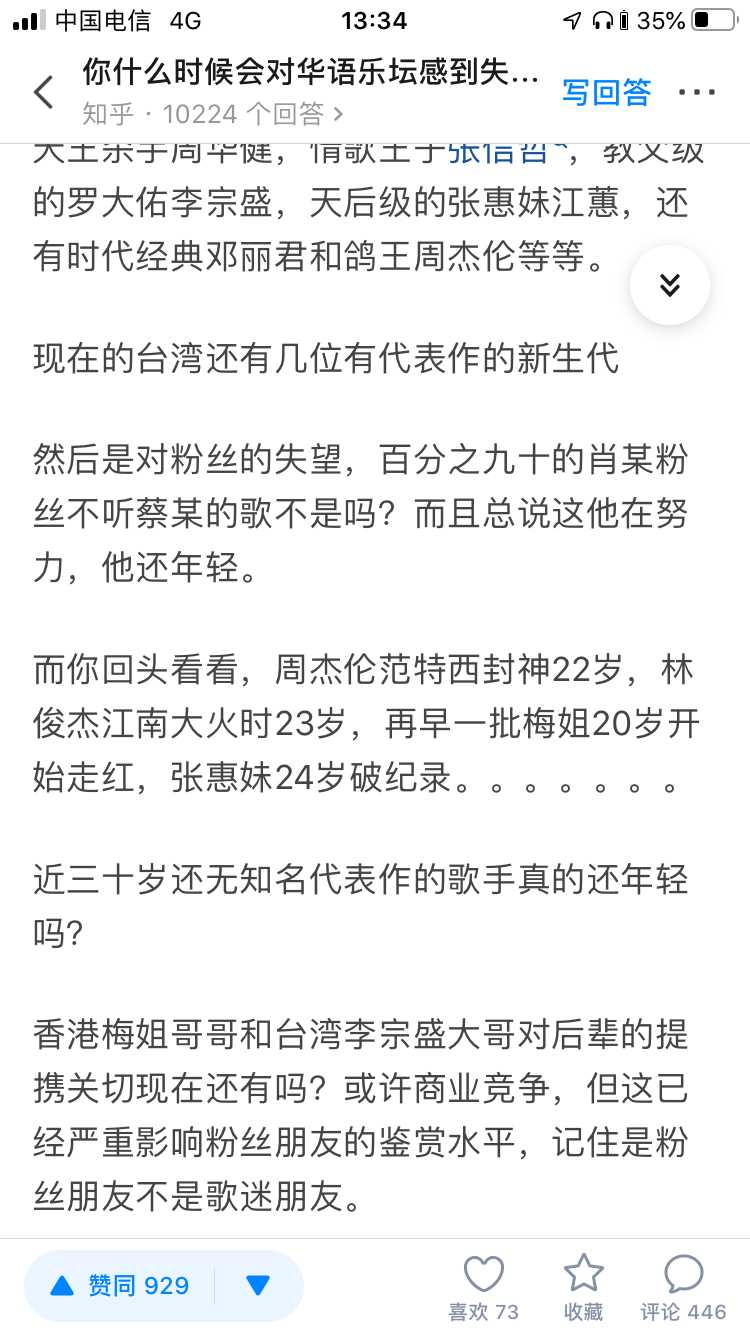 中国电信 4G 13:34 35%
你什么时候会对华语乐坛感到失...
知乎 · 10224 个回答 >
写回答
天王杀手周华健，情歌王子张信哲，教父级
的罗大佑李宗盛，天后级的张惠妹江蕙，还
有时代经典邓丽君和鸽王周杰伦等等。
现在的台湾还有几位有代表作的新生代
然后是对粉丝的失望，百分之九十的肖某粉
丝不听蔡某的歌不是吗？而且总说这他在努
力，他还年轻。
而你回头看看，周杰伦范特西封神22岁，林
俊杰江南大火时23岁，再早一批梅姐20岁开
始走红，张惠妹24岁破纪录。。。。。。。
近三十岁还无知名代表作的歌手真的还年轻
吗？
香港梅姐哥哥和台湾李宗盛大哥对后辈的提
携关切现在还有吗？或许商业竞争，但这已
经严重影响粉丝朋友的鉴赏水平，记住是粉
丝朋友不是歌迷朋友。
赞同 929
喜欢 73
收藏
评论 446